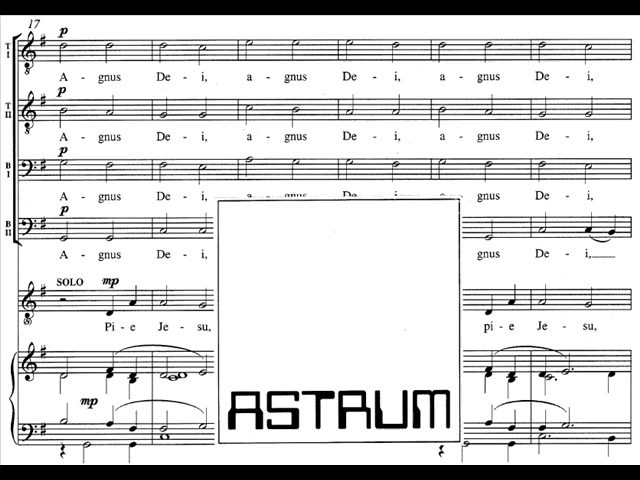 17
p
T
I
A - gnus De - i, a - gnus De - i, a - gnus De - i,
p
T
II
A - gnus De - i, a - gnus De - i, a - gnus De - i,
p
B
I
A - gnus De - i, a - gnus De - i, a - gnus De - i,
p
B
II
A - gnus De - i, gnus De - i,
SOLO mp
Pi - e Je - su, pi - e Je - su,
mp
ASTRUM